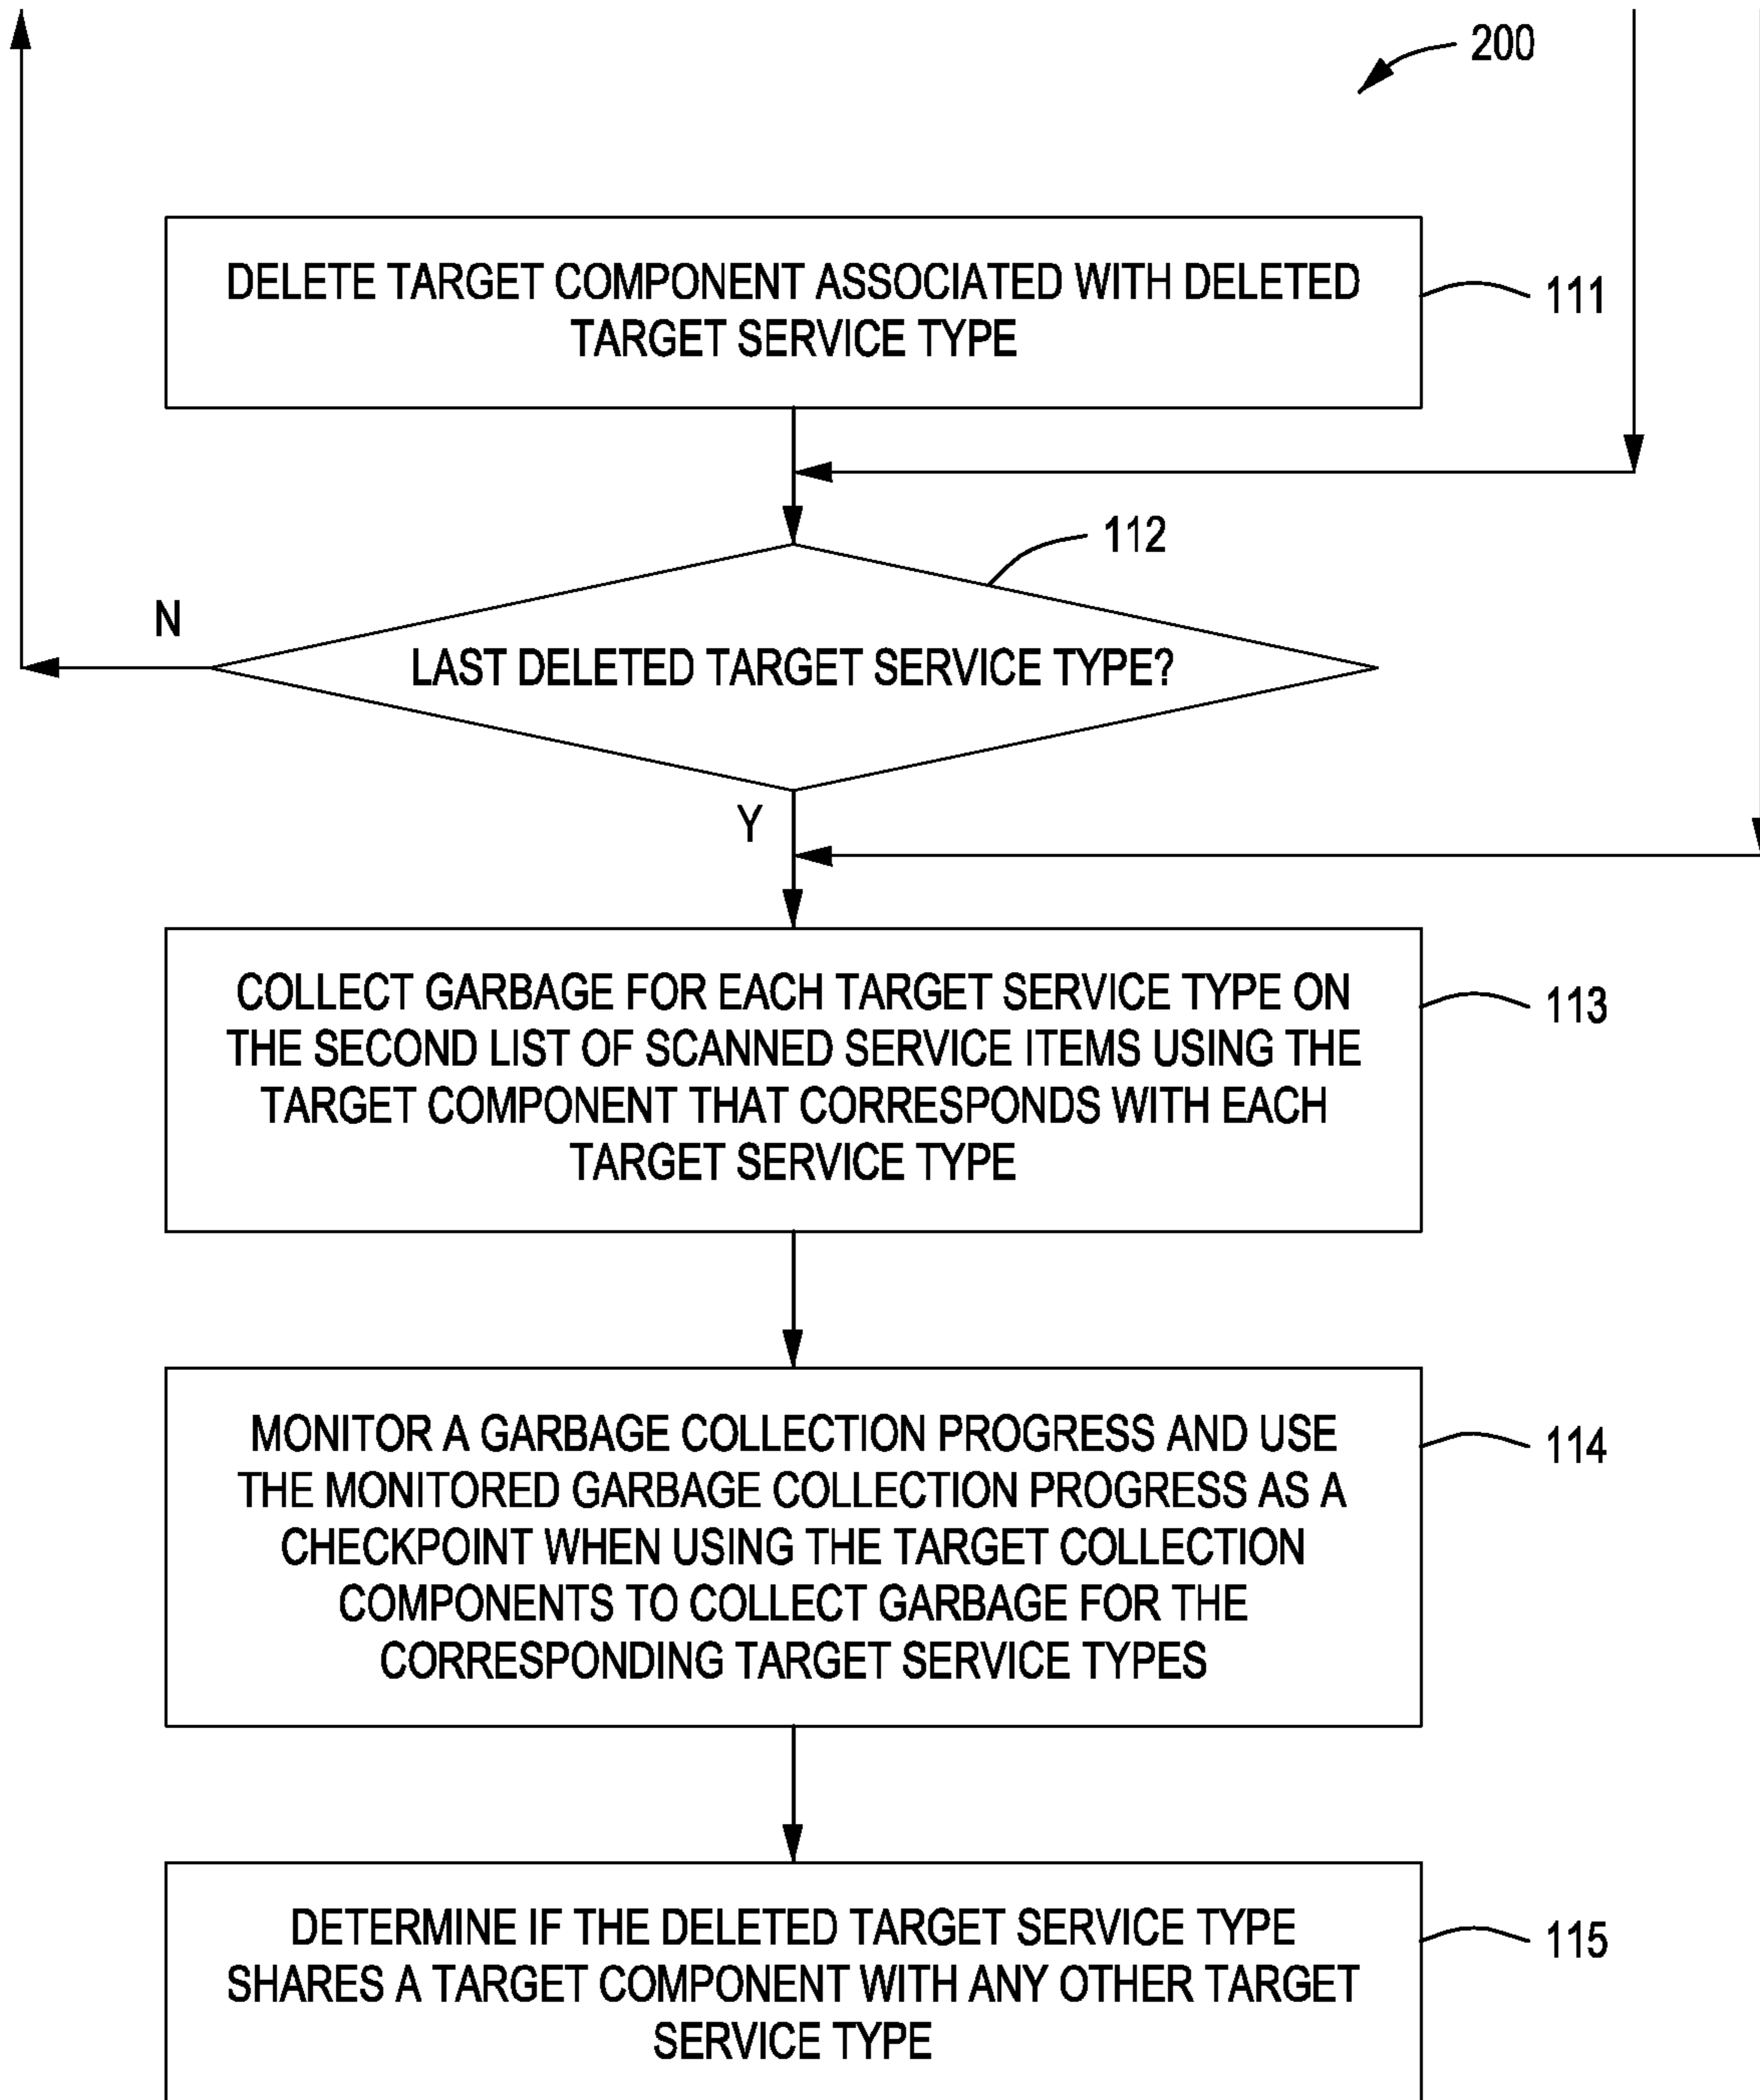 200
DELETE TARGET COMPONENT ASSOCIATED WITH DELETED
TARGET SERVICE TYPE
111
112
N
LAST DELETED TARGET SERVICE TYPE?
Y
COLLECT GARBAGE FOR EACH TARGET SERVICE TYPE ON
THE SECOND LIST OF SCANNED SERVICE ITEMS USING THE
TARGET COMPONENT THAT CORRESPONDS WITH EACH
TARGET SERVICE TYPE
113
MONITOR A GARBAGE COLLECTION PROGRESS AND USE
THE MONITORED GARBAGE COLLECTION PROGRESS AS A
CHECKPOINT WHEN USING THE TARGET COLLECTION
COMPONENTS TO COLLECT GARBAGE FOR THE
CORRESPONDING TARGET SERVICE TYPES
114
DETERMINE IF THE DELETED TARGET SERVICE TYPE
SHARES A TARGET COMPONENT WITH ANY OTHER TARGET
SERVICE TYPE
115